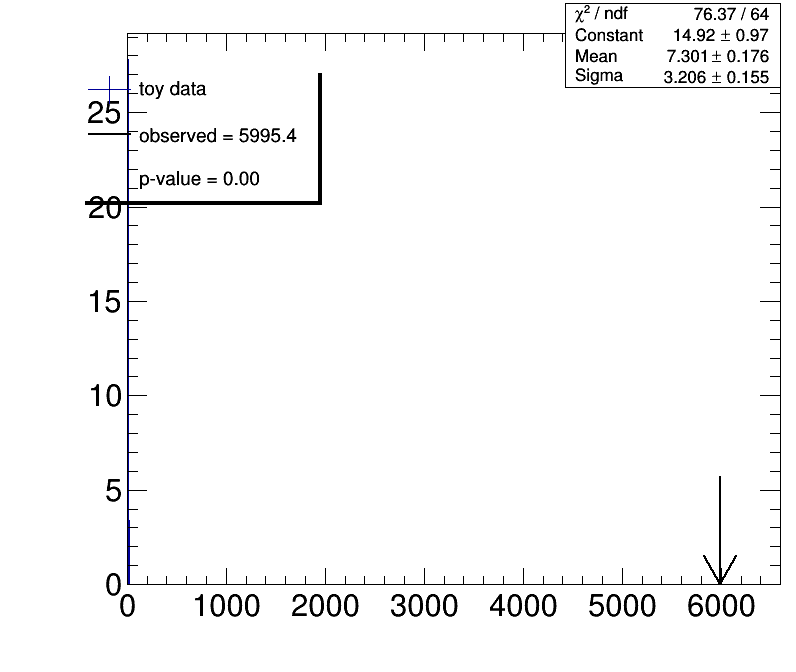 χ² / ndf 76.37 / 64
Constant 14.92 ± 0.97
Mean 7.301 ± 0.176
Sigma 3.206 ± 0.155
toy data
observed = 5995.4
p-value = 0.00
25
20
15
10
5
0
0 1000 2000 3000 4000 5000 6000